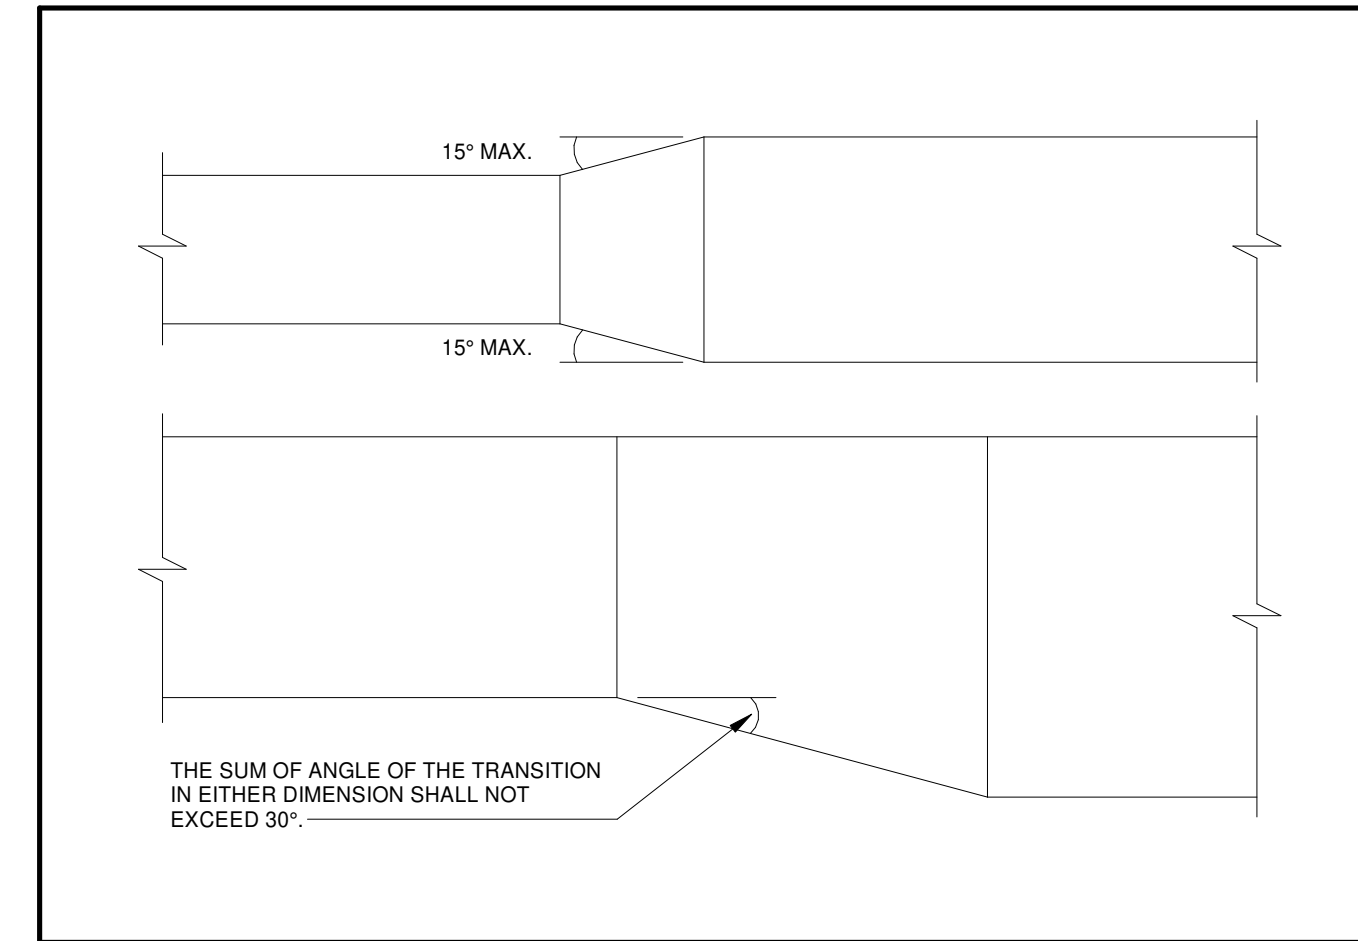 15° MAX.
15° MAX.
THE SUM OF ANGLE OF THE TRANSITION
IN EITHER DIMENSION SHALL NOT
EXCEED 30°.